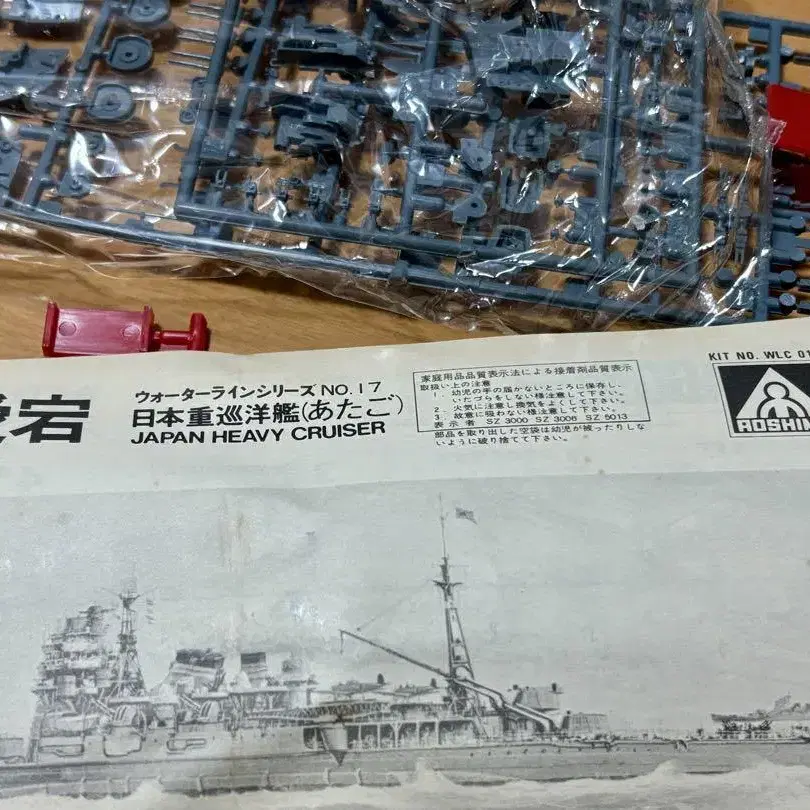 宕
ウォーターラインシリーズ NO.17
日本重巡洋艦(あたご)
JAPAN HEAVY CRUISER
家庭用品品質表示法による接着剤品質表示
取扱い上の注意
1. 幼児の手の届かないところに保存し、
いたづらをしない様注意して下さい。
2. 火気に注意し換気をよくして下さい。
3. 故意に吸わない様注意して下さい。
表示者 SZ 3000 SZ 3006 SZ 5013
部品を取り出した空袋は幼児が被ったりしな
いように破り捨てて下さい。
KIT NO. WLC 01
AOSHIM